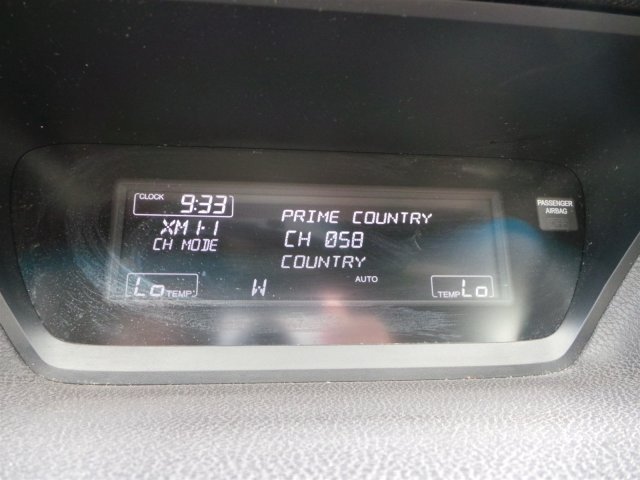 CLOCK 9:33
XM1-1
CH MODE
PRIME COUNTRY
CH 058
COUNTRY
AUTO
Lo TEMP
W
TEMP Lo
PASSENGER
AIRBAG